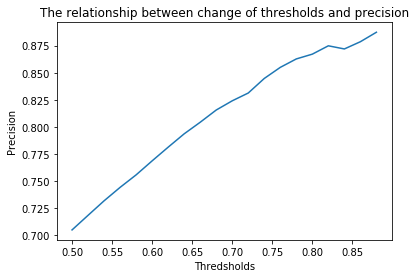 The relationship between change of thresholds and precision
0.875
0.850
0.825
0.800
0.775
0.750
0.725
0.700
Precision
0.50 0.55 0.60 0.65 0.70 0.75 0.80 0.85
Thredsholds